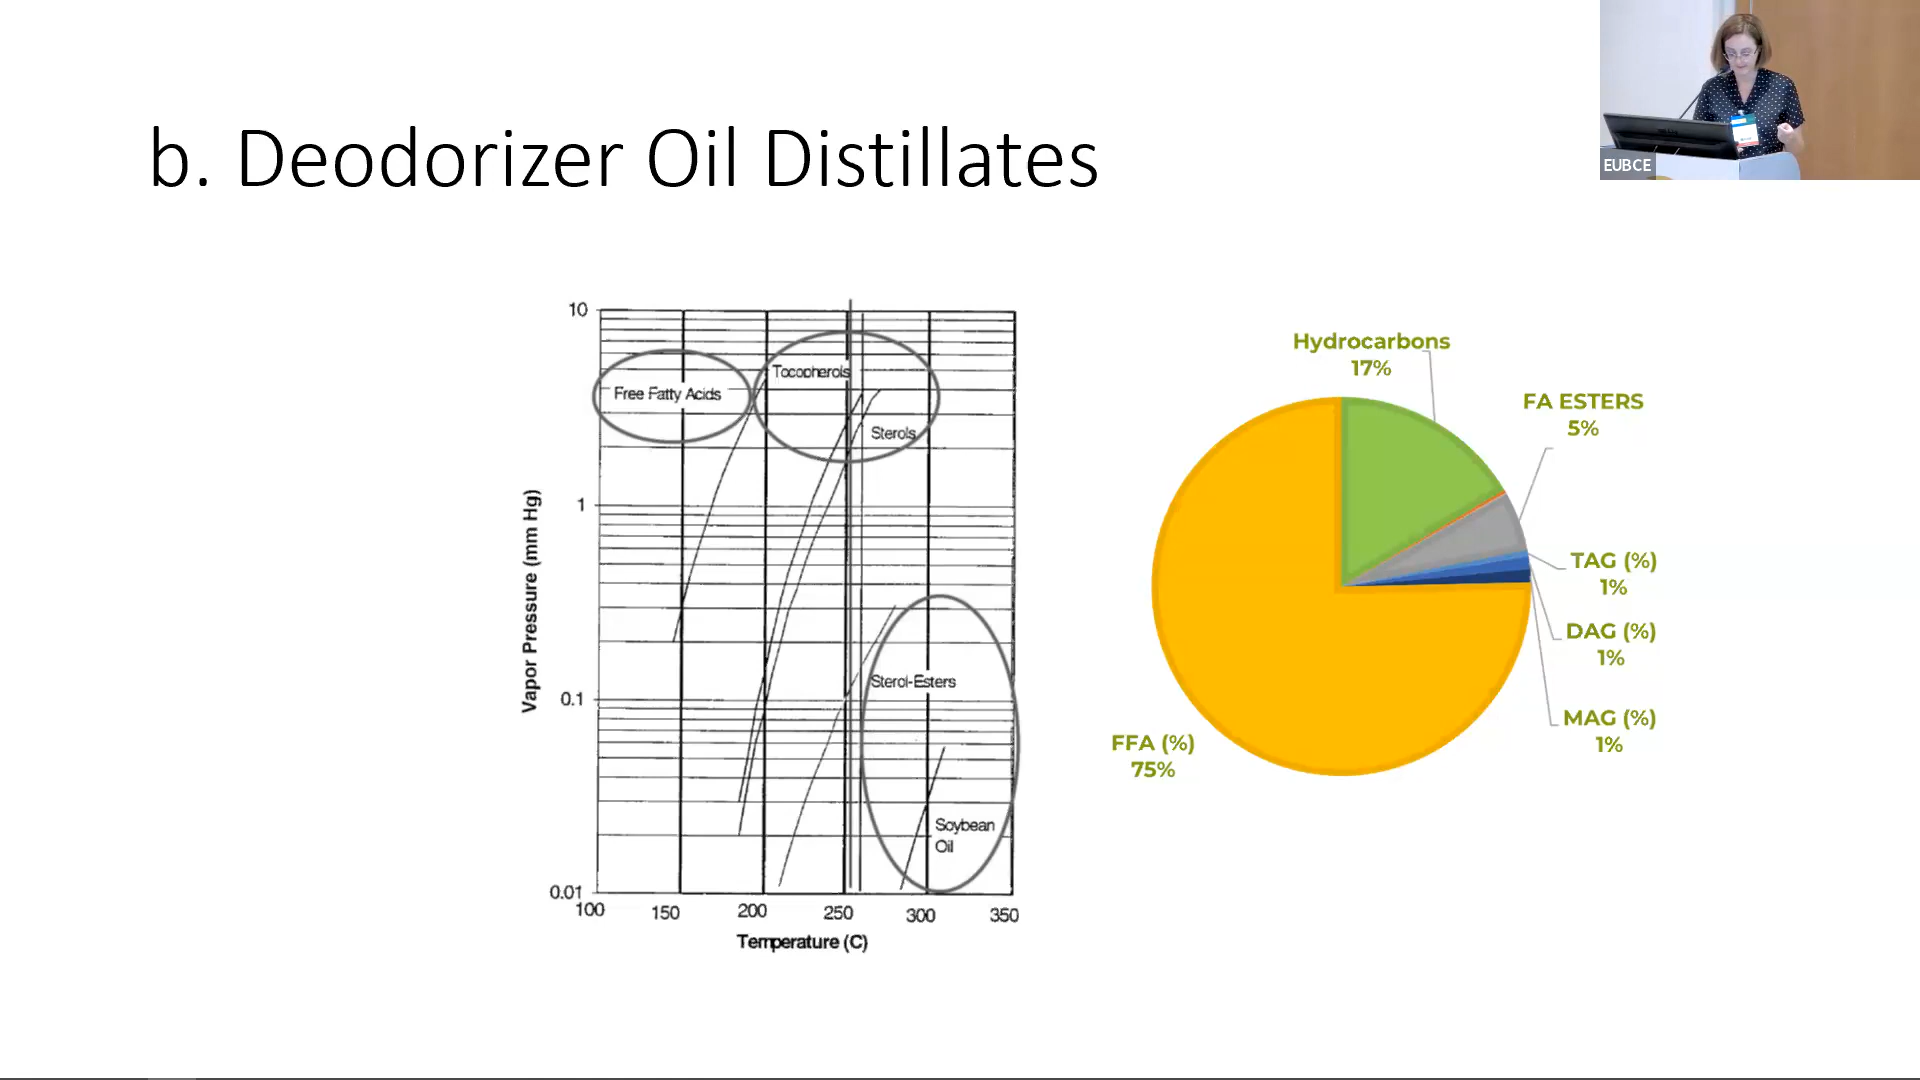 b. Deodorizer Oil Distillates
EUBCE
10
1
0.1
0.01
Vapor Pressure (mm Hg)
Free Fatty Acids
Tocopherols
Sterols
Sterol-Esters
Soybean
Oil
100
150
200
250
300
350
Temperature (C)
Hydrocarbons
17%
FA ESTERS
5%
TAG (%)
1%
DAG (%)
1%
MAG (%)
1%
FFA (%)
75%